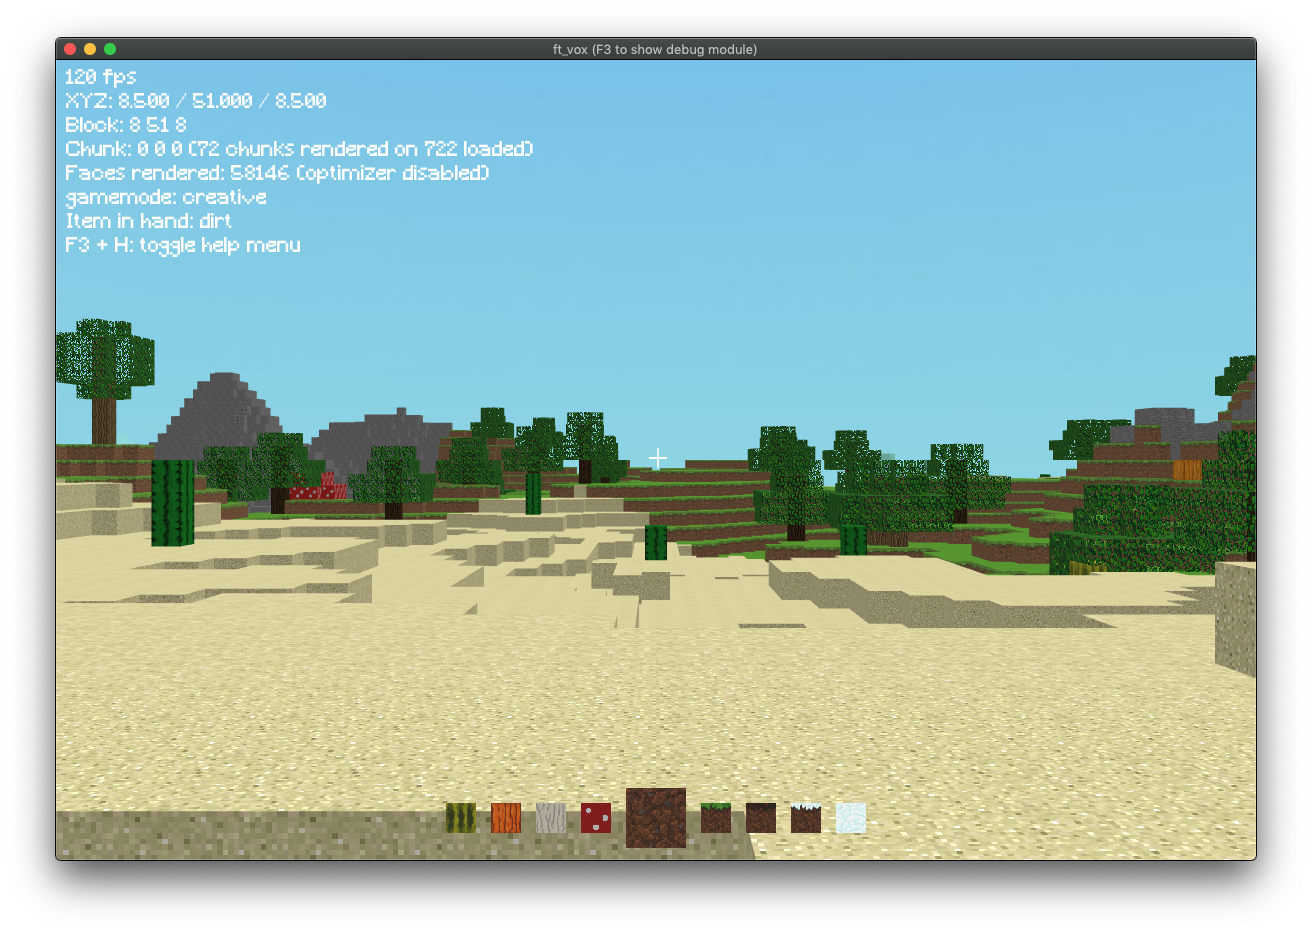 ft_vox (F3 to show debug module)
120 fps
XYZ: 8.500 / 51.000 / 8.500
Block: 8 51 8
Chunk: 0 0 0 (72 chunks rendered on 722 loaded)
Faces rendered: 58146 (optimizer disabled)
gamemode: creative
Item in hand: dirt
F3 + H: toggle help menu